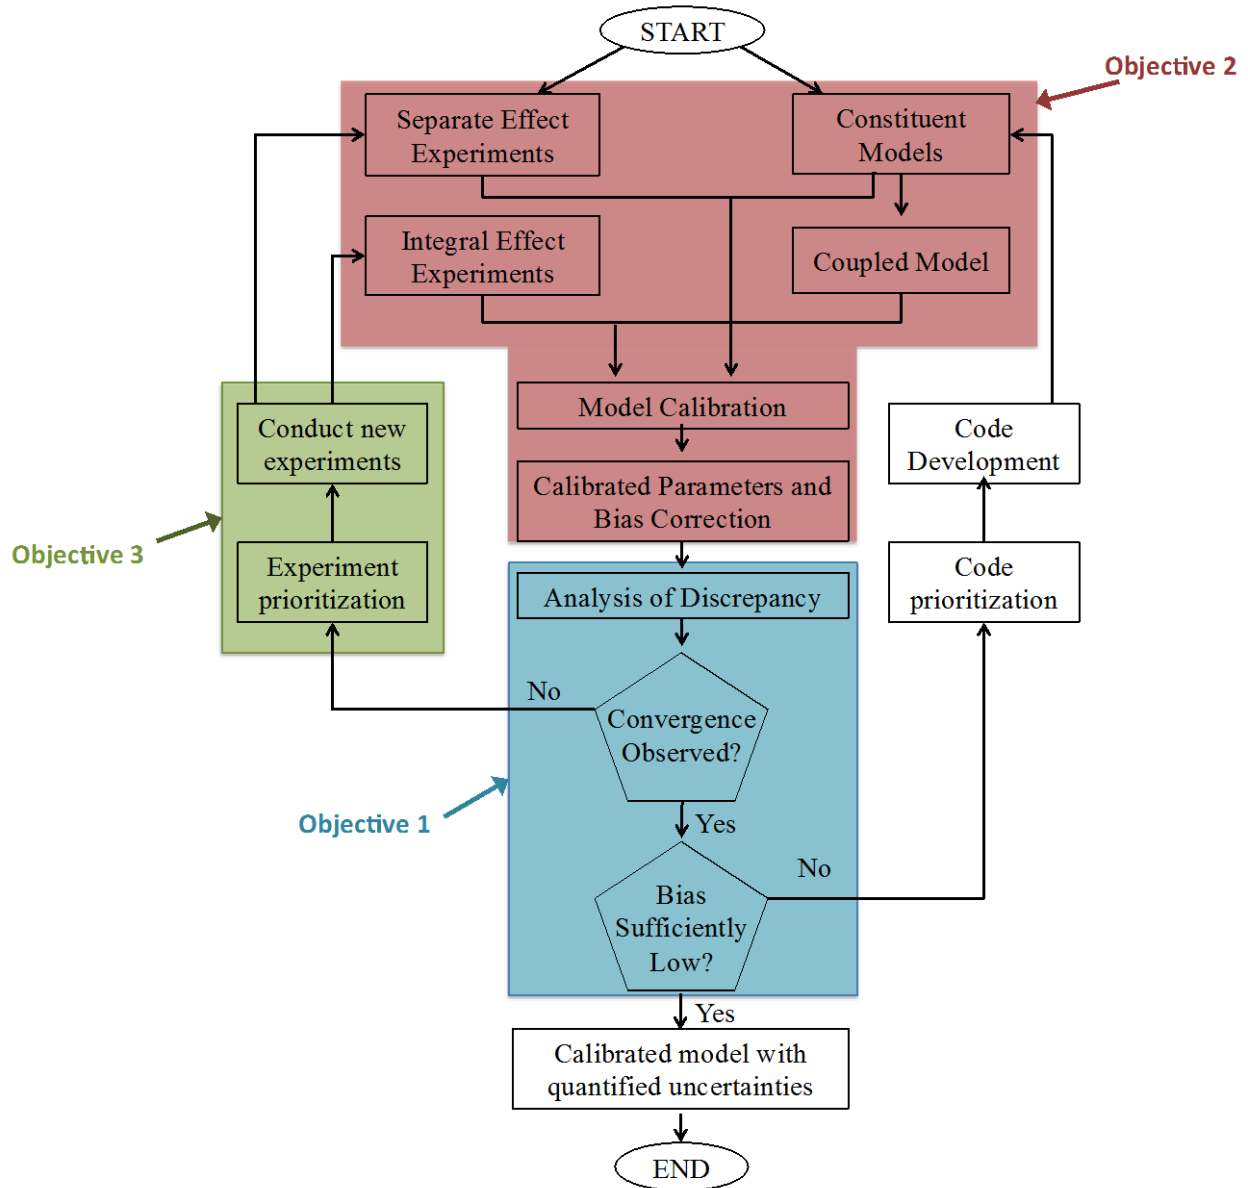 START
Objective 2
Separate Effect
Experiments
Constituent
Models
Integral Effect
Experiments
Coupled Model
Model Calibration
Conduct new
experiments
Code
Development
Calibrated Parameters and
Bias Correction
Objective 3
Experiment
prioritization
Analysis of Discrepancy
Code
prioritization
No
Convergence
Observed?
Objective 1
Yes
No
Bias
Sufficiently
Low?
Yes
Calibrated model with
quantified uncertainties
END